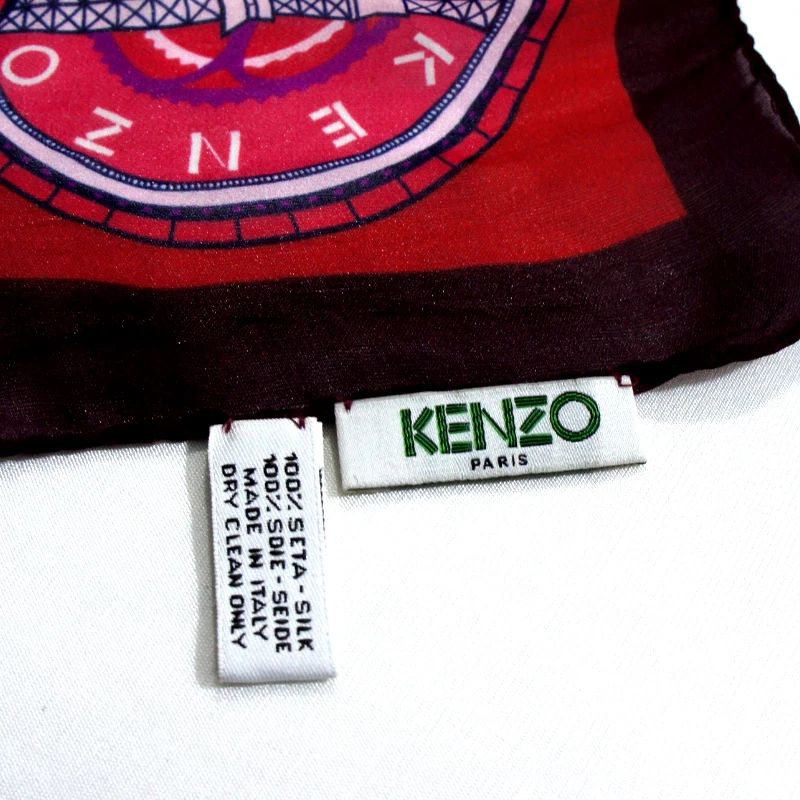 KENZO
KENZO
PARIS
100% SETA - SILK
100% SOIE - SEIDE
MADE IN ITALY
DRY CLEAN ONLY